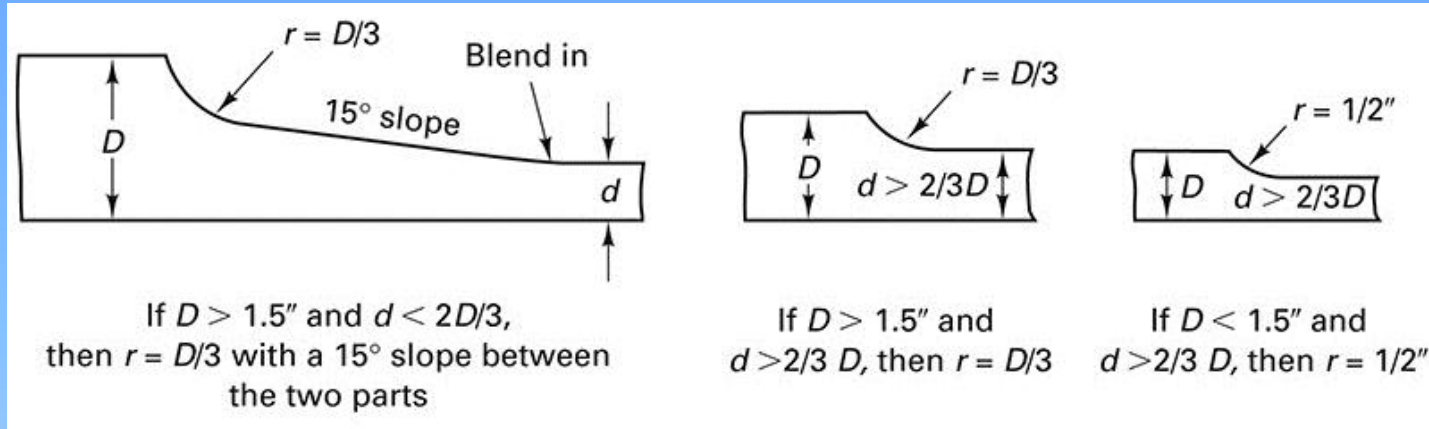 r = D/3
Blend in
15° slope
D
d
If D > 1.5″ and d < 2D/3,
then r = D/3 with a 15° slope between
the two parts
r = D/3
D
d > 2/3D
If D > 1.5″ and
d >2/3 D, then r = D/3
r = 1/2″
D
d > 2/3D
If D < 1.5″ and
d >2/3 D, then r = 1/2″